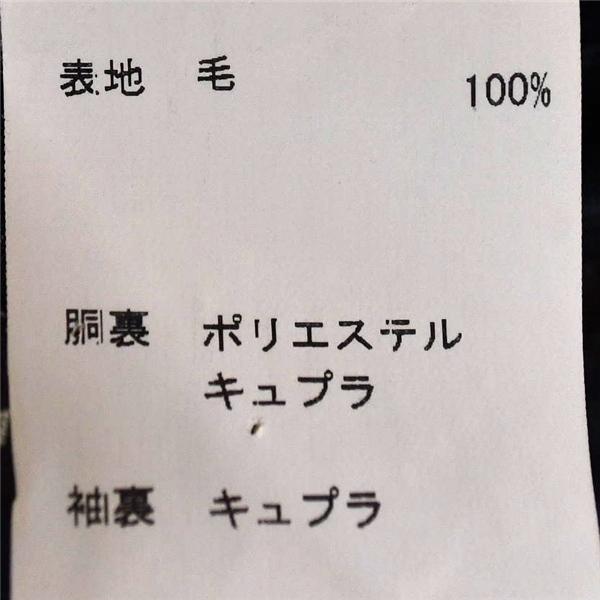 表地 毛 100%
胴裏 ポリエステル
キュプラ
袖裏 キュプラ